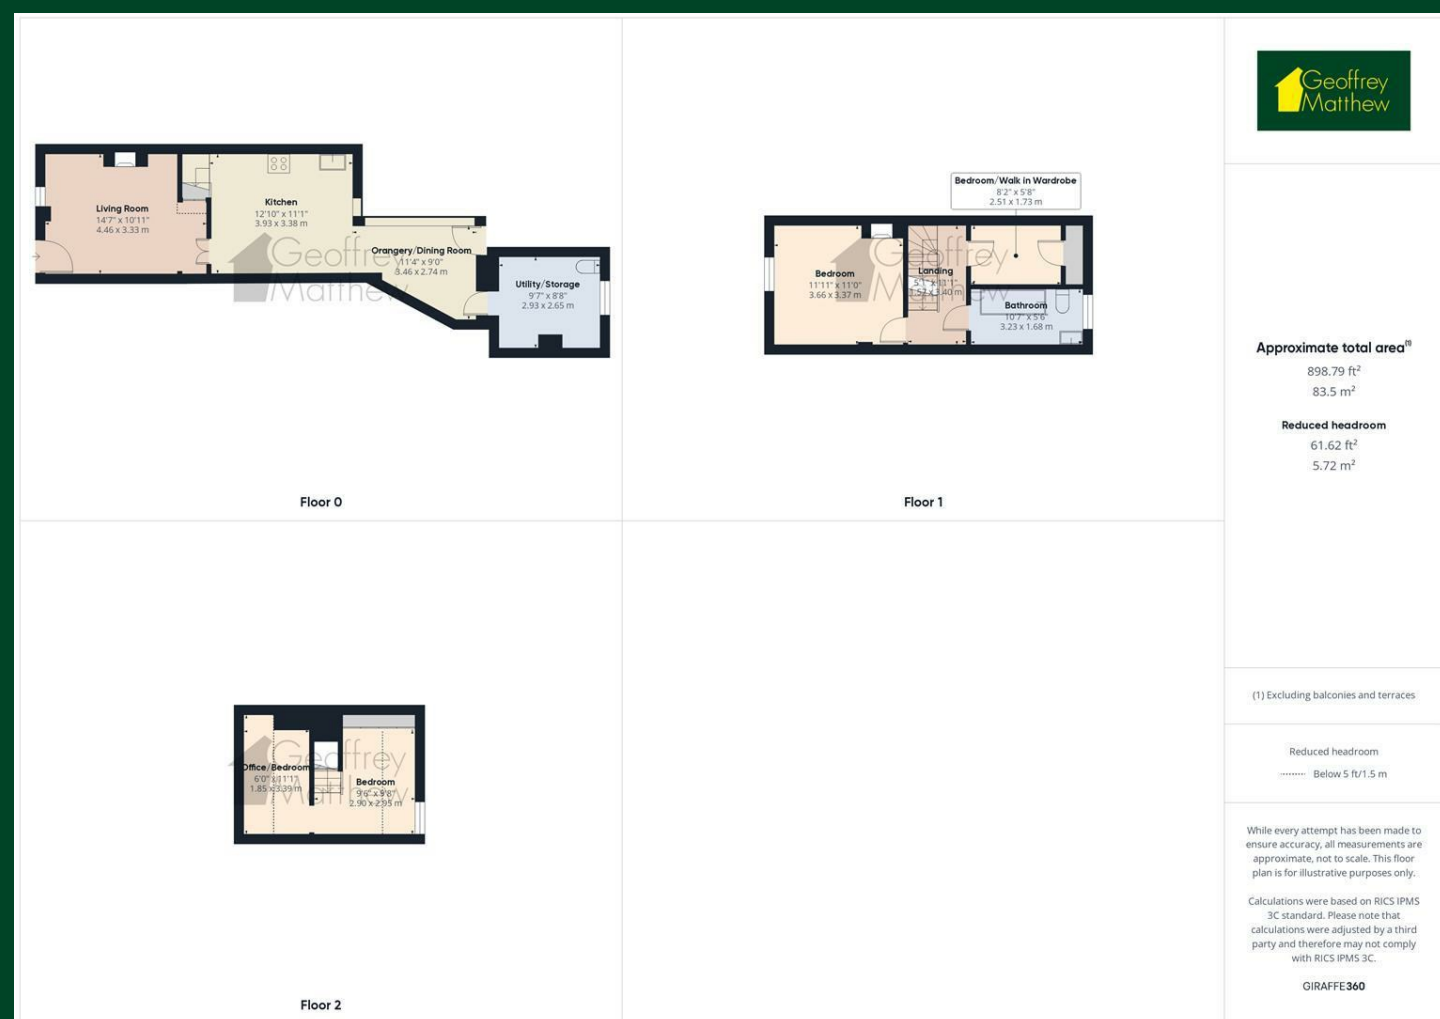 Geoffrey
Matthew
Living Room
14'7" x 10'11"
4.46 x 3.33 m
Kitchen
12'10" x 11'1"
3.93 x 3.38 m
Orangery/Dining Room
11'4" x 9'0"
3.46 x 2.74 m
Utility/Storage
9'7" x 8'8"
2.93 x 2.65 m
Geoffrey
Matthew
Floor 0
Bedroom/Walk in Wardrobe
8'2" x 5'8"
2.51 x 1.73 m
Bedroom
11'11" x 11'0"
3.66 x 3.37 m
Landing
Bathroom
10'7" x 5'6"
3.23 x 1.68 m
Geoffrey
Matthew
Floor 1
Office/Bedroom
6'0" x 11'1"
1.85 x 3.39 m
Bedroom
9'6" x 9'8"
2.90 x 2.95 m
Geoffrey
Matthew
Floor 2
Approximate total area(1)
898.79 ft²
83.5 m²
Reduced headroom
61.62 ft²
5.72 m²
(1) Excluding balconies and terraces
Reduced headroom
Below 5 ft/1.5 m
While every attempt has been made to
ensure accuracy, all measurements are
approximate, not to scale. This floor
plan is for illustrative purposes only.
Calculations were based on RICS IPMS
3C standard. Please note that
calculations were adjusted by a third
party and therefore may not comply
with RICS IPMS 3C.
GIRAFFE360